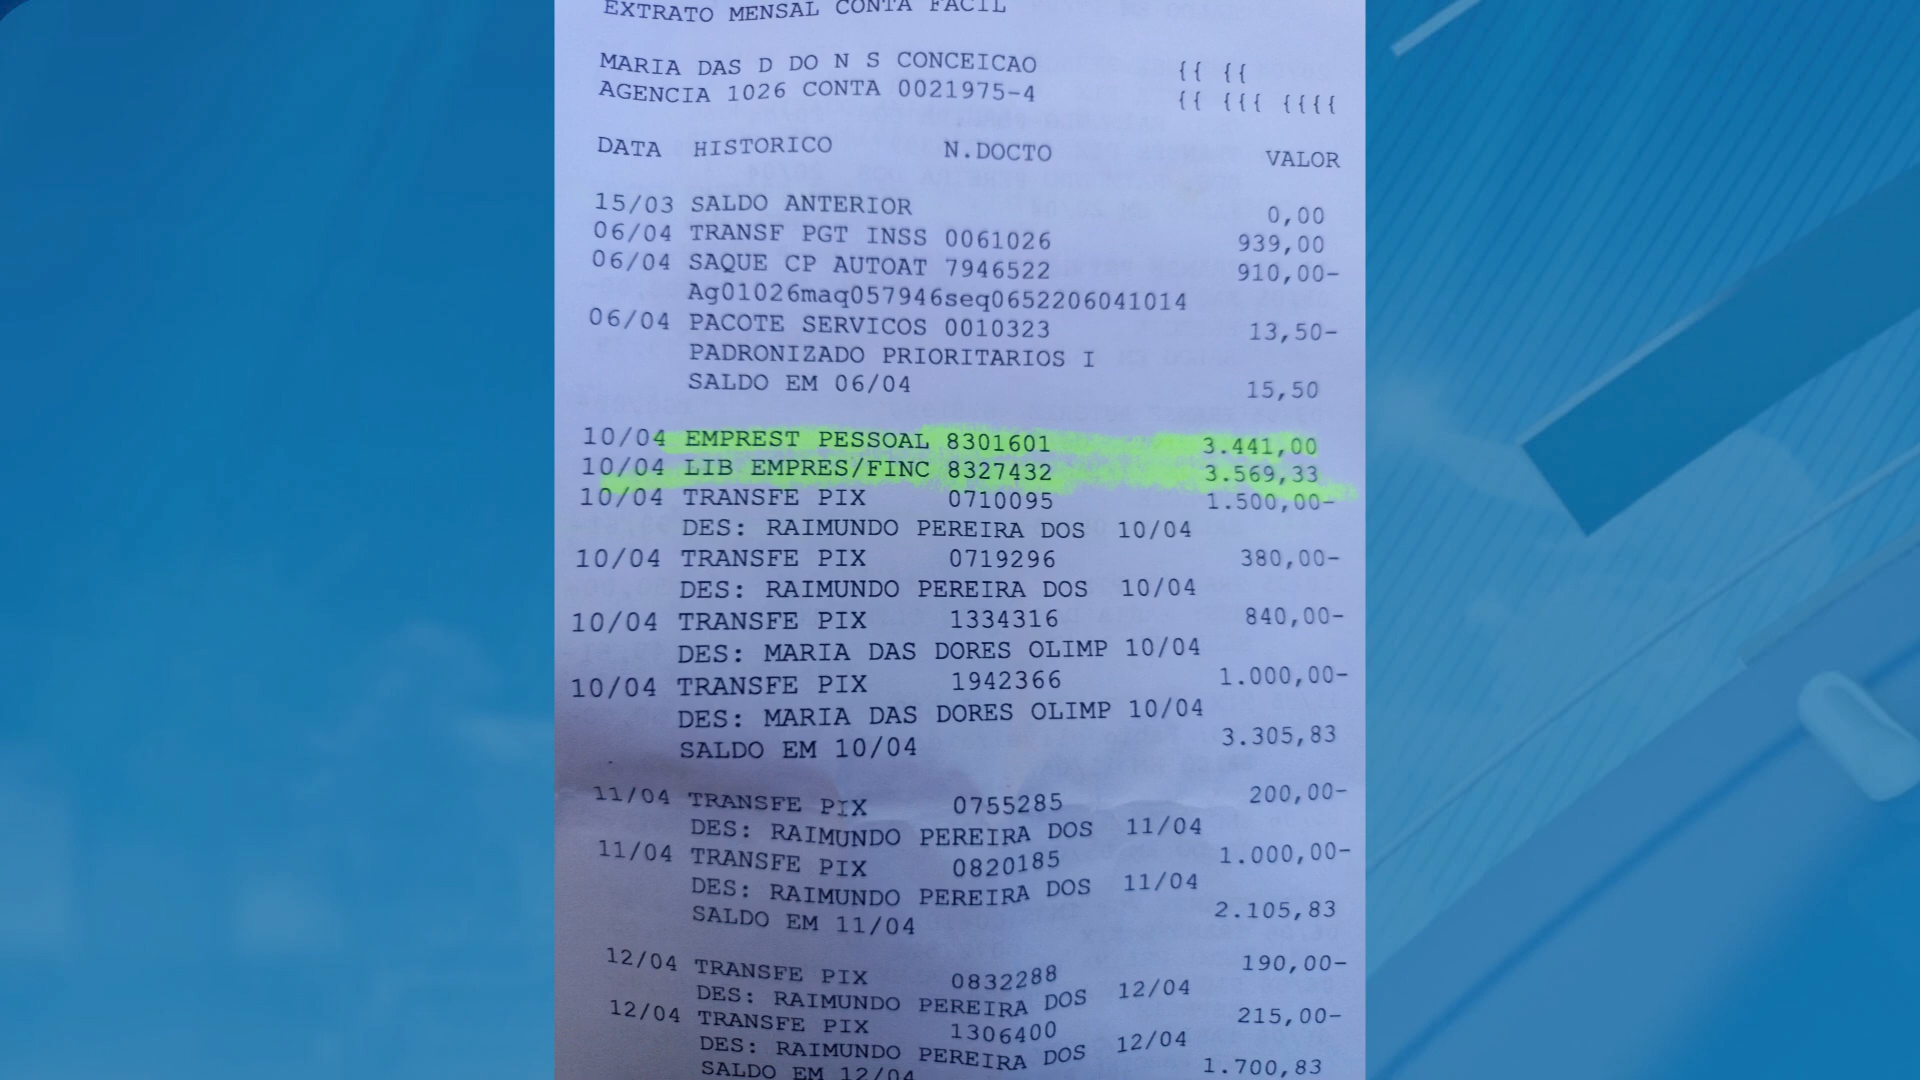 EXTRATO MENSAL CONTA FACIL
MARIA DAS D DO N S CONCEICAO {{ {{
AGENCIA 1026 CONTA 0021975-4 {{ {{{ {{{{
DATA HISTORICO N.DOCTO VALOR
15/03 SALDO ANTERIOR 0,00
06/04 TRANSF PGT INSS 0061026 939,00
06/04 SAQUE CP AUTOAT 7946522 910,00-
Ag01026maq057946seq0652206041014
06/04 PACOTE SERVICOS 0010323 13,50-
PADRONIZADO PRIORITARIOS I
SALDO EM 06/04 15,50
10/04 EMPREST PESSOAL 8301601 3.441,00
10/04 LIB EMPRES/FINC 8327432 3.569,33
10/04 TRANSFE PIX 0710095 1.500,00-
DES: RAIMUNDO PEREIRA DOS 10/04
10/04 TRANSFE PIX 0719296 380,00-
DES: RAIMUNDO PEREIRA DOS 10/04
10/04 TRANSFE PIX 1334316 840,00-
DES: MARIA DAS DORES OLIMP 10/04
10/04 TRANSFE PIX 1942366 1.000,00-
DES: MARIA DAS DORES OLIMP 10/04
SALDO EM 10/04 3.305,83
11/04 TRANSFE PIX 0755285 200,00-
DES: RAIMUNDO PEREIRA DOS 11/04
11/04 TRANSFE PIX 0820185 1.000,00-
DES: RAIMUNDO PEREIRA DOS 11/04
SALDO EM 11/04 2.105,83
12/04 TRANSFE PIX 0832288 190,00-
DES: RAIMUNDO PEREIRA DOS 12/04
12/04 TRANSFE PIX 1306400 215,00-
DES: RAIMUNDO PEREIRA DOS 12/04
SALDO EM 12/04 1.700,83